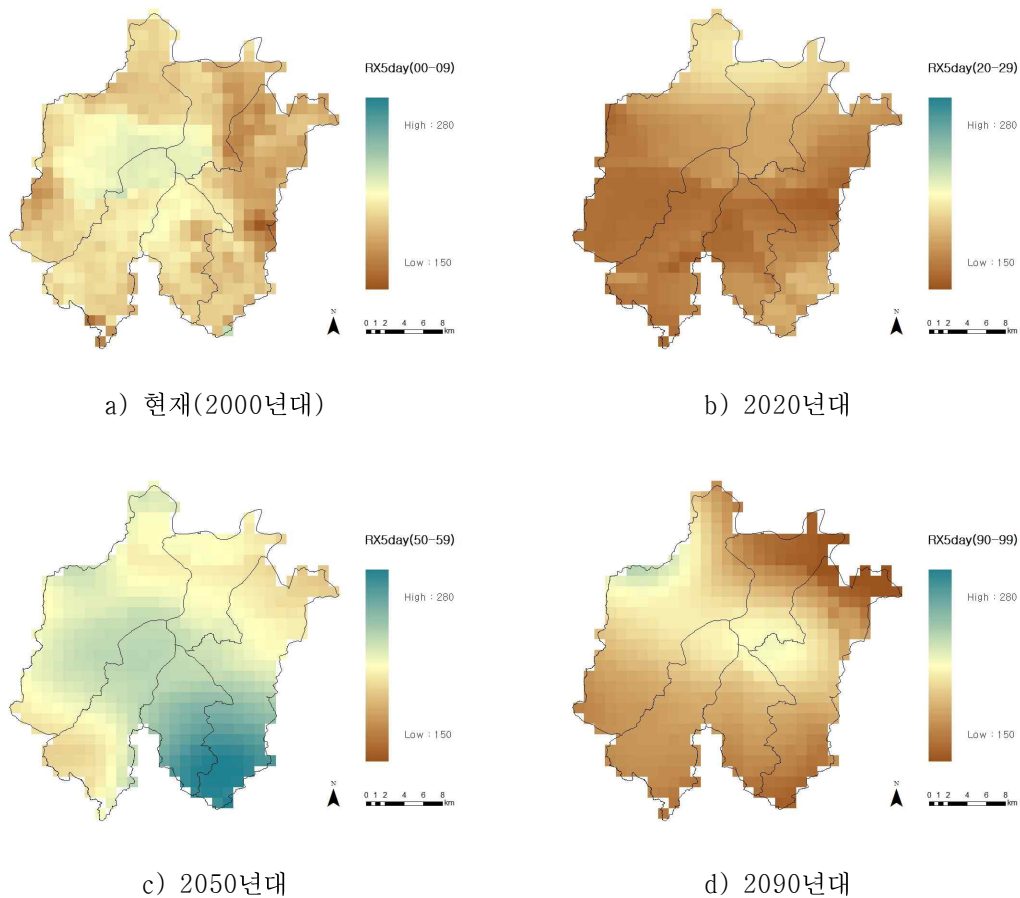 RX5day(00-09)
High : 280
Low : 150
N
0 1 2 4 6 8
km
a) 현재(2000년대)
RX5day(20-29)
High : 280
Low : 150
N
0 1 2 4 6 8
km
b) 2020년대
RX5day(50-59)
High : 280
Low : 150
N
0 1 2 4 6 8
km
c) 2050년대
RX5day(90-99)
High : 280
Low : 150
N
0 1 2 4 6 8
km
d) 2090년대